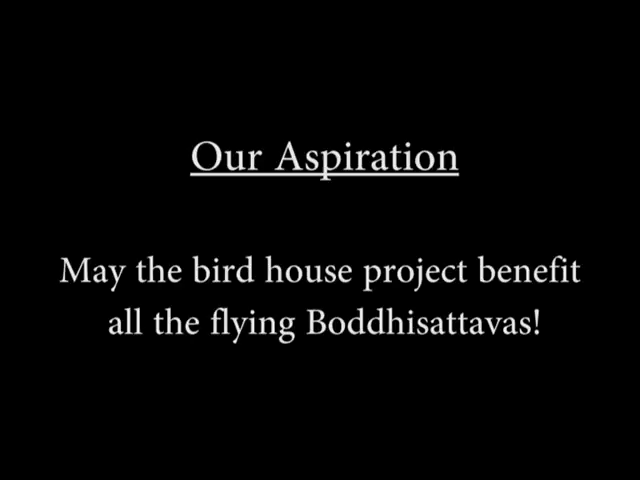 Our Aspiration
May the bird house project benefit
all the flying Boddhisattavas!